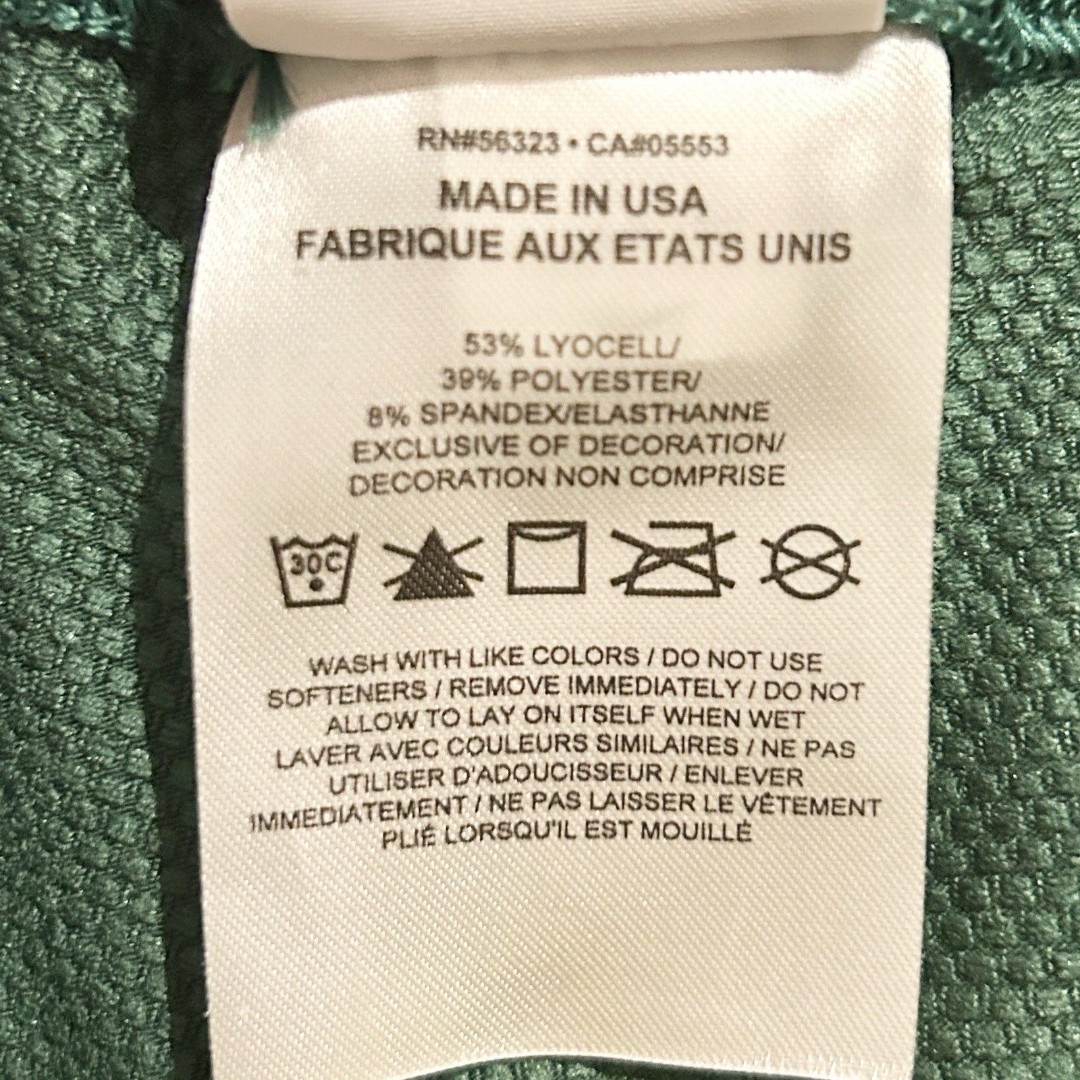 RN#56323 • CA#05553
MADE IN USA
FABRIQUE AUX ETATS UNIS
53% LYOCELL/
39% POLYESTER/
8% SPANDEX/ELASTHANNE
EXCLUSIVE OF DECORATION/
DECORATION NON COMPRISE
30C
WASH WITH LIKE COLORS / DO NOT USE
SOFTENERS / REMOVE IMMEDIATELY / DO NOT
ALLOW TO LAY ON ITSELF WHEN WET
LAVER AVEC COULEURS SIMILAIRES / NE PAS
UTILISER D'ADOUCISSEUR / ENLEVER
IMMEDIATEMENT / NE PAS LAISSER LE VÊTEMENT
PLIÉ LORSQU'IL EST MOUILLÉ